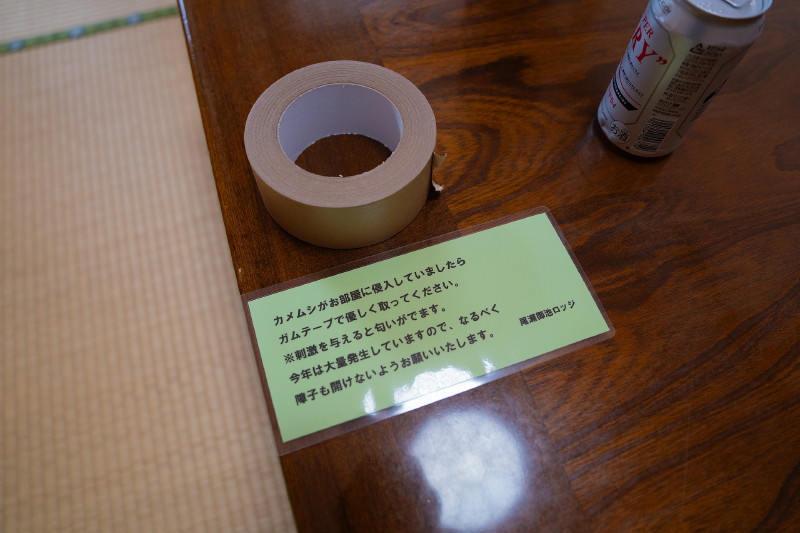 カメムシがお部屋に侵入していましたら
ガムテープで優しく取ってください。
※刺激を与えると匂いがでます。
今年は大量発生していますので、なるべく
障子も開けないようお願いいたします。
尾瀬御池ロッジ
RY”
お酒